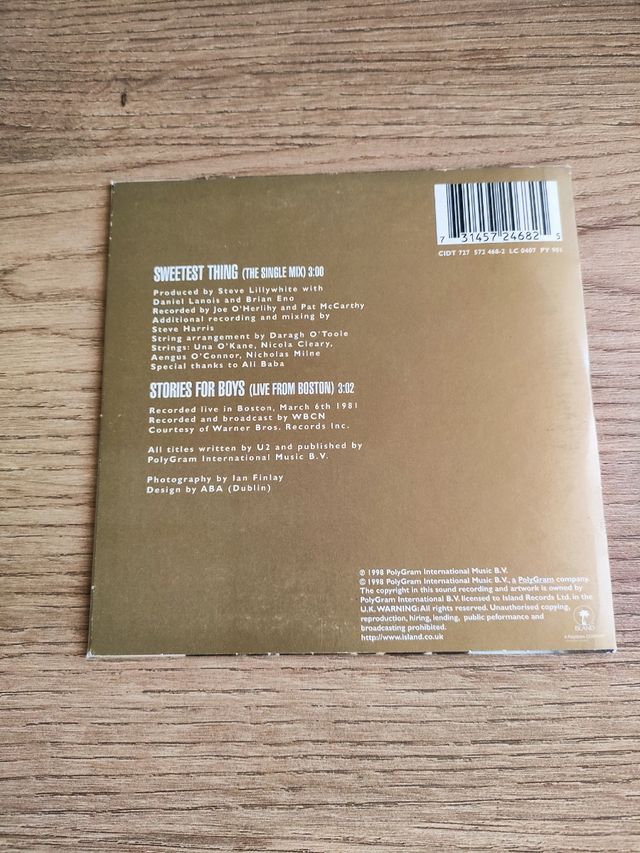 7 31457 24682 5
CIDT 727 572 468-2 LC 0407 PY 901
SWEETEST THING (THE SINGLE MIX) 3:00
Produced by Steve Lillywhite with
Daniel Lanois and Brian Eno
Recorded by Joe O'Herlihy and Pat McCarthy
Additional recording and mixing by
Steve Harris
String arrangement by Daragh O'Toole
Strings: Una O'Kane, Nicola Cleary,
Aengus O'Connor, Nicholas Milne
Special thanks to Ali Baba
STORIES FOR BOYS (LIVE FROM BOSTON) 3:02
Recorded live in Boston, March 6th 1981
Recorded and broadcast by WBCN
Courtesy of Warner Bros. Records Inc.
All titles written by U2 and published by
PolyGram International Music B.V.
Photography by Ian Finlay
Design by ABA (Dublin)
℗ 1998 PolyGram International Music B.V.
© 1998 PolyGram International Music B.V., a PolyGram company.
The copyright in this sound recording and artwork is owned by
PolyGram International B.V. licensed to Island Records Ltd. in the
U.K. WARNING: All rights reserved. Unauthorised copying,
reproduction, hiring, lending, public peformance and
broadcasting prohibited.
http://www.island.co.uk
ISLAND